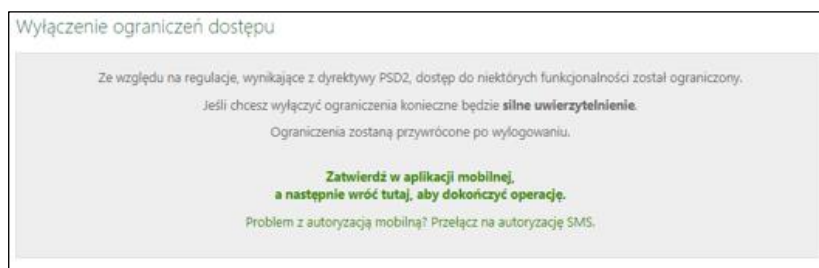 Wyłączenie ograniczeń dostępu
Ze względu na regulacje, wynikające z dyrektywy PSD2, dostęp do niektórych funkcjonalności został ograniczony.
Jeśli chcesz wyłączyć ograniczenia konieczne będzie silne uwierzytelnienie.
Ograniczenia zostaną przywrócone po wylogowaniu.
Zatwierdź w aplikacji mobilnej,
a następnie wróć tutaj, aby dokończyć operację.
Problem z autoryzacją mobilną? Przełącz na autoryzację SMS.